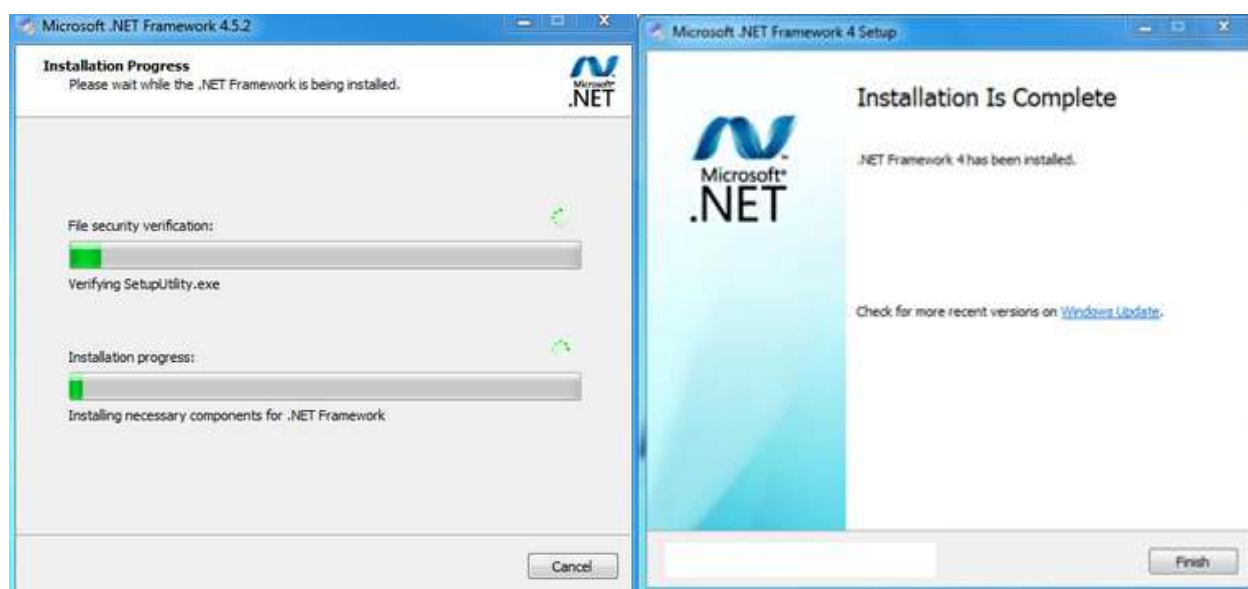 Microsoft .NET Framework 4.5.2
Installation Progress
Please wait while the .NET Framework is being installed.
Microsoft®
.NET
File security verification:
Verifying SetupUtility.exe
Installation progress:
Installing necessary components for .NET Framework
Cancel
Microsoft .NET Framework 4 Setup
Microsoft®
.NET
Installation Is Complete
.NET Framework 4 has been installed.
Check for more recent versions on Windows Update.
Finish